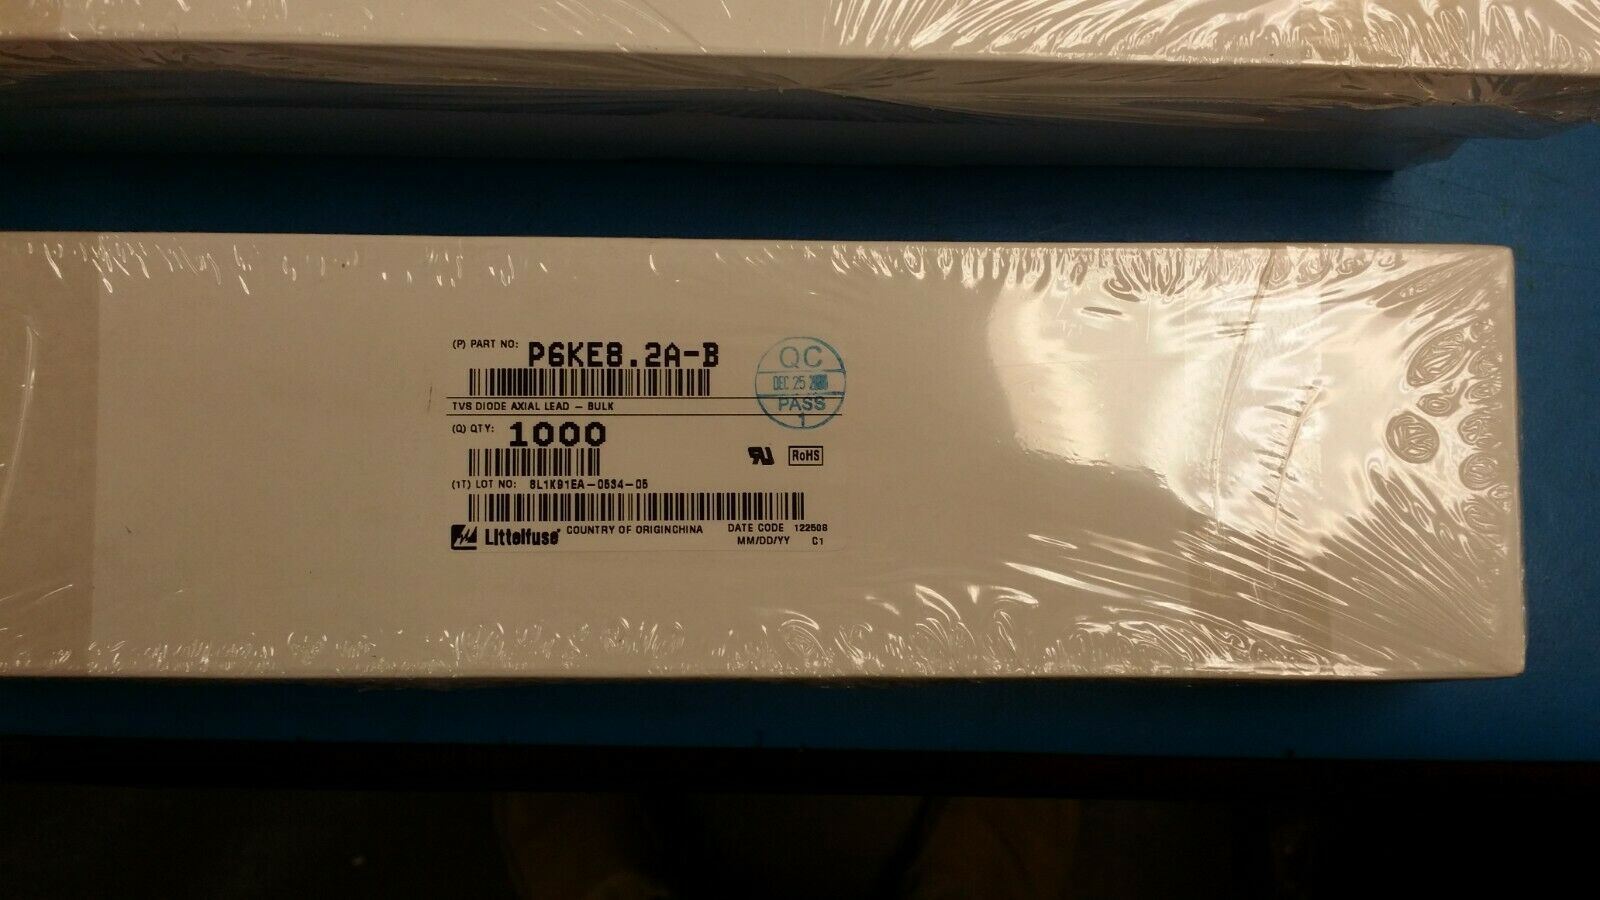 (P) PART NO: P6KE8.2A-B
TVS DIODE AXIAL LEAD - BULK
(Q) QTY: 1000
RoHS
(1T) LOT NO: 8L1K91EA-0534-05
Littelfuse COUNTRY OF ORIGINCHINA DATE CODE 122508
MM/DD/YY C1
QC
DEC 25
PASS
1